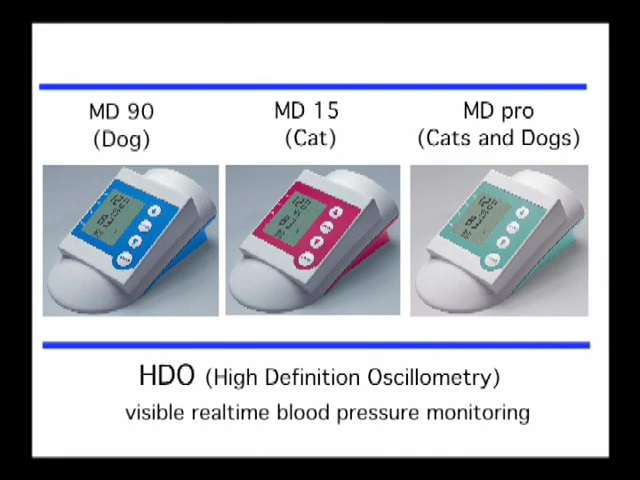 MD 90
(Dog)
MD 15
(Cat)
MD pro
(Cats and Dogs)
HDO (High Definition Oscillometry)
visible realtime blood pressure monitoring